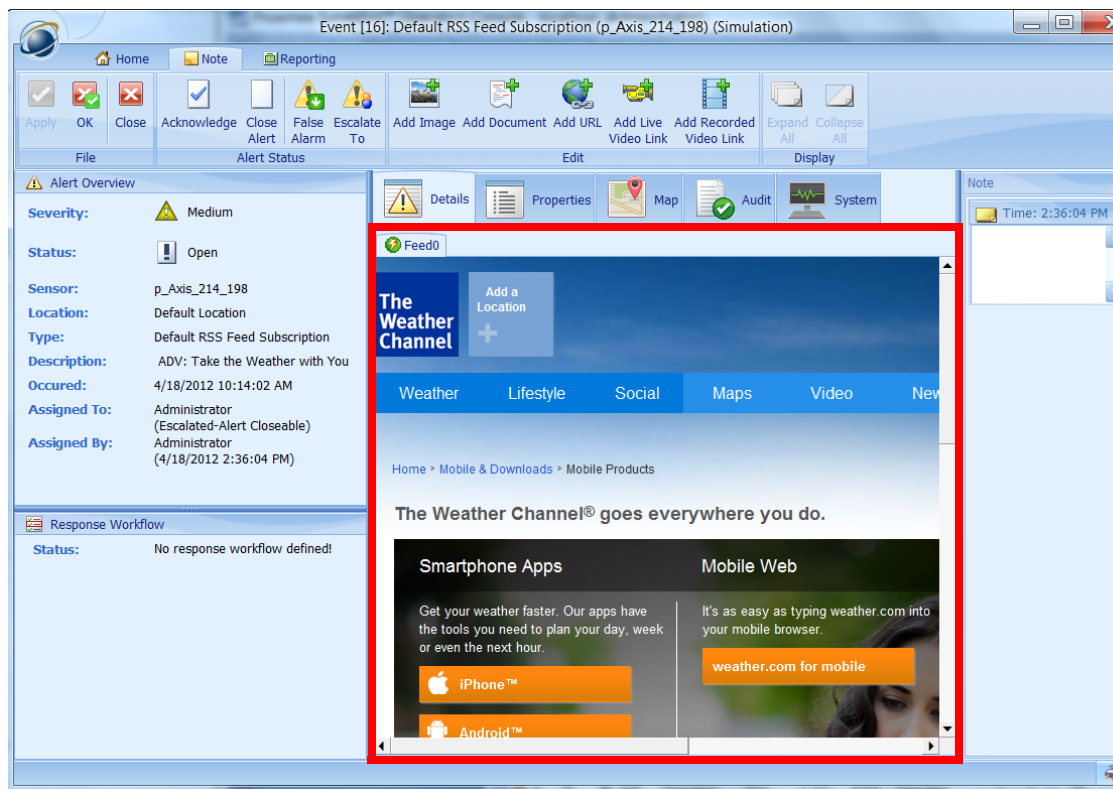 Event [16]: Default RSS Feed Subscription (p_Axis_214_198) (Simulation)
Home Note Reporting
Apply OK Close Acknowledge Close Alert False Alarm Escalate To Add Image Add Document Add URL Add Live Video Link Add Recorded Video Link Expand All Collapse All
File Alert Status Edit Display
Alert Overview
Severity: Medium
Status: Open
Sensor: p_Axis_214_198
Location: Default Location
Type: Default RSS Feed Subscription
Description: ADV: Take the Weather with You
Occured: 4/18/2012 10:14:02 AM
Assigned To: Administrator
(Escalated-Alert Closeable)
Assigned By: Administrator
(4/18/2012 2:36:04 PM)
Response Workflow
Status: No response workflow defined!
Details Properties Map Audit System
Feed0
The
Weather
Channel
Add a
Location
Weather Lifestyle Social Maps Video New
Home > Mobile & Downloads > Mobile Products
The Weather Channel® goes everywhere you do.
Smartphone Apps
Get your weather faster. Our apps have
the tools you need to plan your day, week
or even the next hour.
iPhone™
Android™
Mobile Web
It's as easy as typing weather.com into
your mobile browser.
weather.com for mobile
Note
Time: 2:36:04 PM